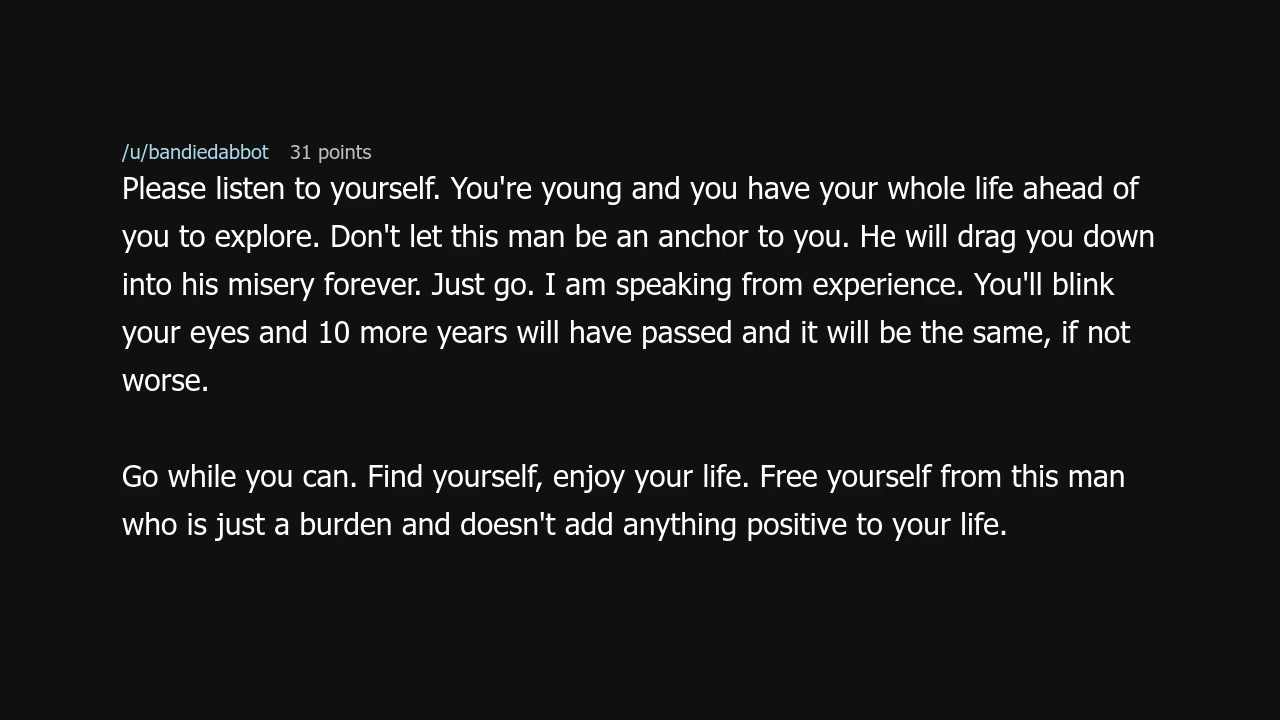 /u/bandiedabbot 31 points
Please listen to yourself. You're young and you have your whole life ahead of
you to explore. Don't let this man be an anchor to you. He will drag you down
into his misery forever. Just go. I am speaking from experience. You'll blink
your eyes and 10 more years will have passed and it will be the same, if not
worse.
Go while you can. Find yourself, enjoy your life. Free yourself from this man
who is just a burden and doesn't add anything positive to your life.